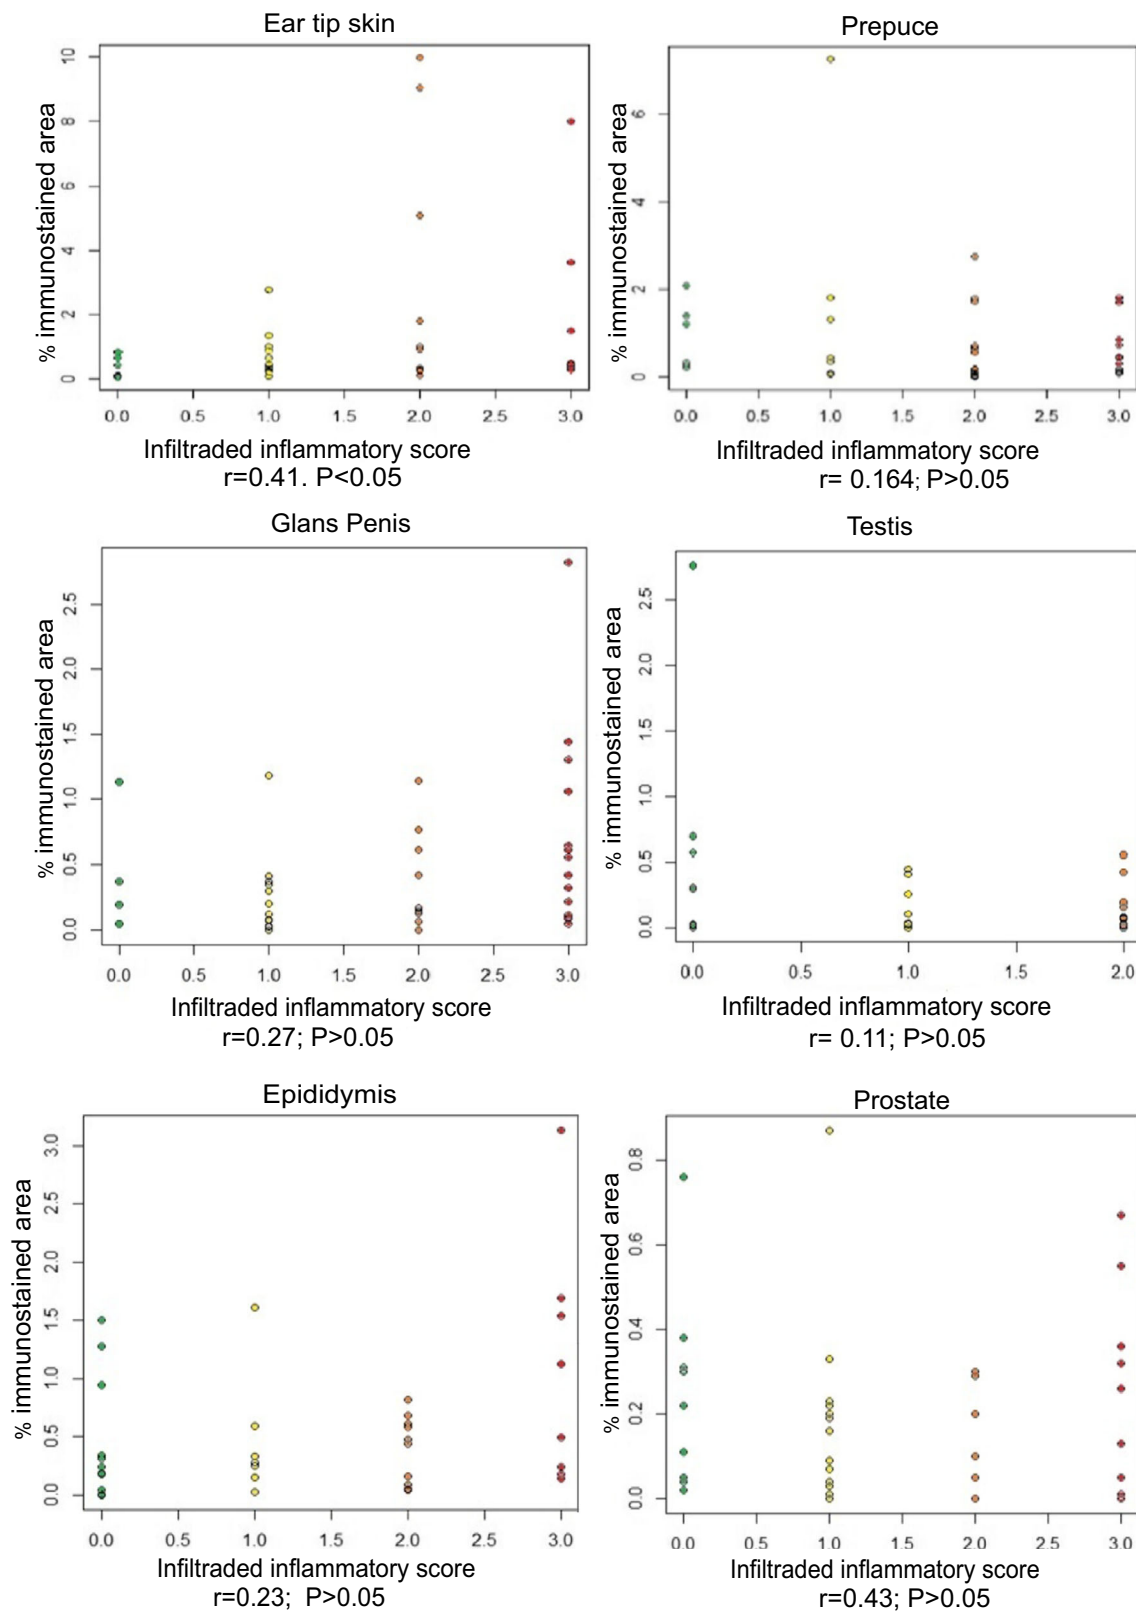 Ear tip skin
% immunostained area
10
8
6
4
2
0
0.0 0.5 1.0 1.5 2.0 2.5 3.0
Infiltraded inflammatory score
r=0.41. P<0.05
Prepuce
% immunostained area
6
4
2
0
0.0 0.5 1.0 1.5 2.0 2.5 3.0
Infiltraded inflammatory score
r= 0.164; P>0.05
Glans Penis
% immunostained area
2.5
2.0
1.5
1.0
0.5
0.0
0.0 0.5 1.0 1.5 2.0 2.5 3.0
Infiltraded inflammatory score
r=0.27; P>0.05
Testis
% immunostained area
2.5
2.0
1.5
1.0
0.5
0.0
0.0 0.5 1.0 1.5 2.0
Infiltraded inflammatory score
r= 0.11; P>0.05
Epididymis
% immunostained area
3.0
2.5
2.0
1.5
1.0
0.5
0.0
0.0 0.5 1.0 1.5 2.0 2.5 3.0
Infiltraded inflammatory score
r=0.23; P>0.05
Prostate
% immunostained area
0.8
0.6
0.4
0.2
0.0
0.0 0.5 1.0 1.5 2.0 2.5 3.0
Infiltraded inflammatory score
r=0.43; P>0.05